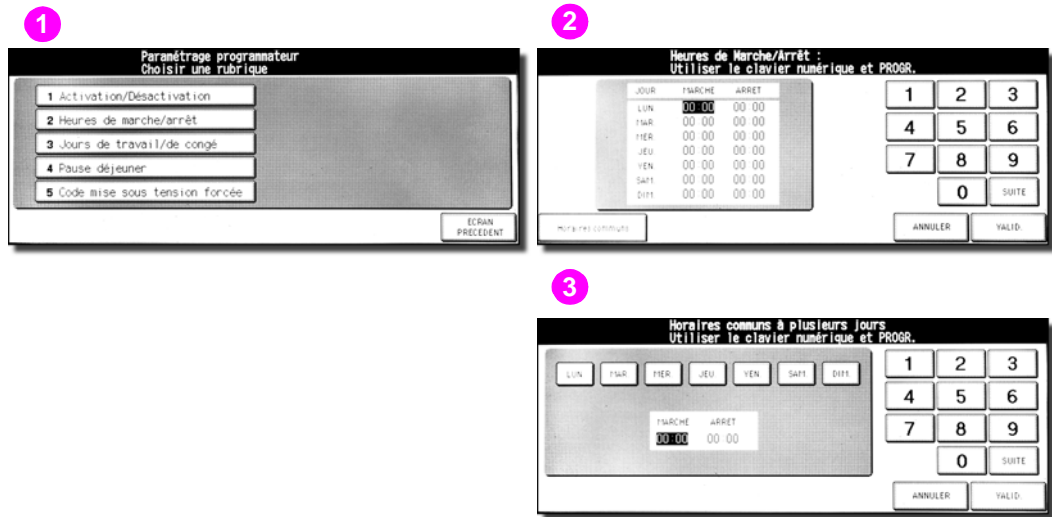 1
Paramétrage programmateur
Choisir une rubrique
1 Activation/Désactivation
2 Heures de marche/arrêt
3 Jours de travail/de congé
4 Pause déjeuner
5 Code mise sous tension forcée
ECRAN
PRECEDENT
2
Heures de Marche/Arrêt :
Utiliser le clavier numérique et PROGR.
JOUR MARCHE ARRET
LUN 00:00 00 00
MAR 00 00 00 00
MER 00 00 00 00
JEU 00 00 00 00
VEN 00 00 00 00
SAM 00 00 00 00
DIM 00 00 00 00
1 2 3
4 5 6
7 8 9
0 SUITE
Horaires communs
ANNULER VALID.
3
Horaires communs à plusieurs jours
Utiliser le clavier numérique et PROGR.
LUN MAR MER JEU VEN SAM DIM.
MARCHE ARRET
00:00 00 00
1 2 3
4 5 6
7 8 9
0 SUITE
ANNULER VALID.